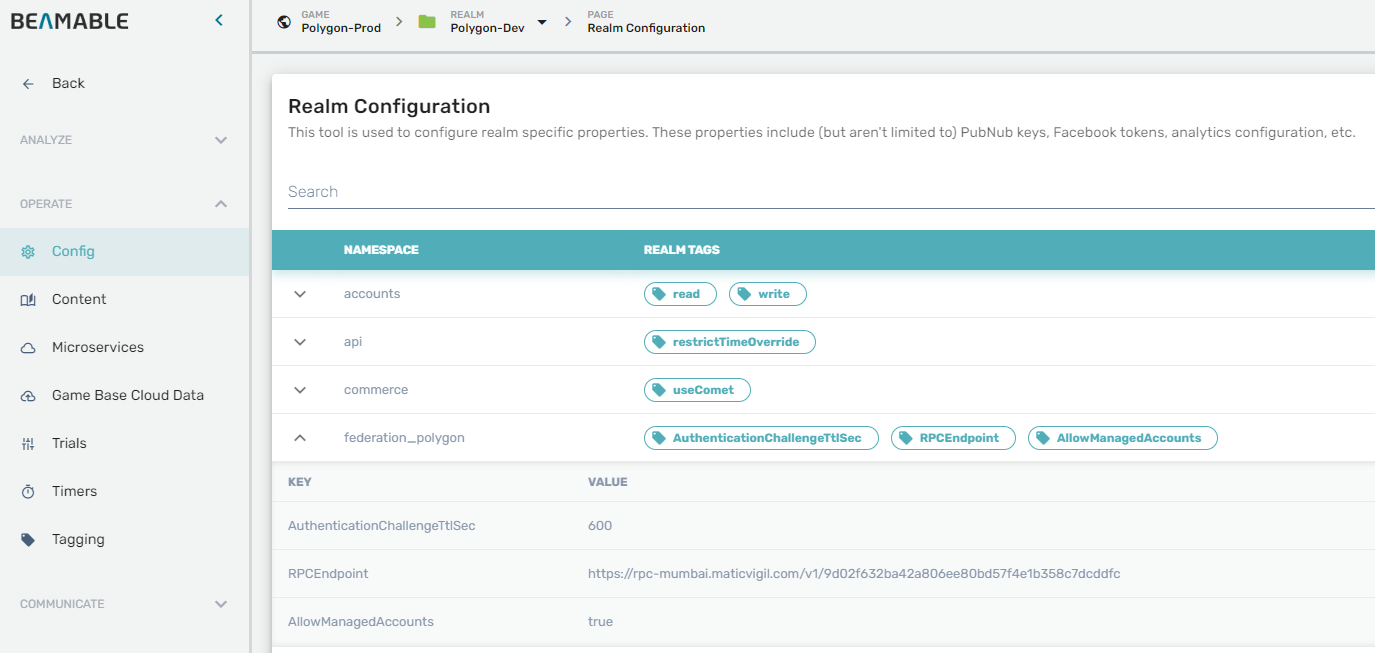 BEAMABLE
GAME
Polygon-Prod
REALM
Polygon-Dev
PAGE
Realm Configuration
Back
ANALYZE
OPERATE
Config
Content
Microservices
Game Base Cloud Data
Trials
Timers
Tagging
COMMUNICATE
Realm Configuration
This tool is used to configure realm specific properties. These properties include (but aren't limited to) PubNub keys, Facebook tokens, analytics configuration, etc.
Search
NAMESPACE REALM TAGS
accounts read write
api restrictTimeOverride
commerce useComet
federation_polygon AuthenticationChallengeTtlSec RPCEndpoint AllowManagedAccounts
KEY VALUE
AuthenticationChallengeTtlSec 600
RPCEndpoint https://rpc-mumbai.maticvigil.com/v1/9d02f632ba42a806ee80bd57f4e1b358c7dcddfc
AllowManagedAccounts true